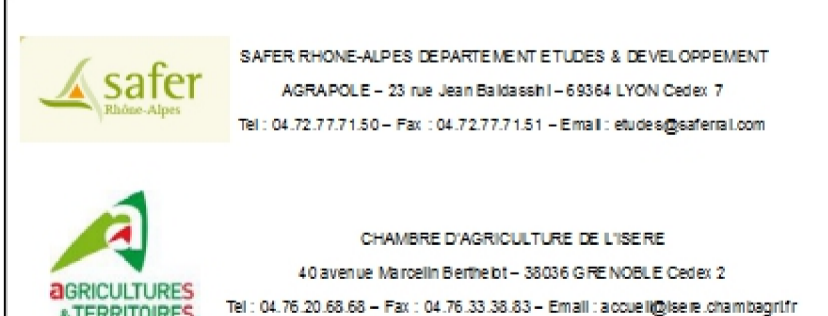 safer
Rhône-Alpes
SAFER RHONE-ALPES DEPARTEMENT ETUDES & DEVELOPPEMENT
AGRAPOLE – 23 rue Jean Baldassini – 69364 LYON Cedex 7
Tel : 04.72.77.71.50 – Fax : 04.72.77.71.51 – Email : etudes@saferral.com
AGRICULTURES
& TERRITOIRES
CHAMBRE D'AGRICULTURE DE L'ISERE
40 avenue Marcelin Berthelot – 38036 GRENOBLE Cedex 2
Tel : 04.76.20.68.68 – Fax : 04.76.33.38.83 – Email : accueil@isere.chambagri.fr